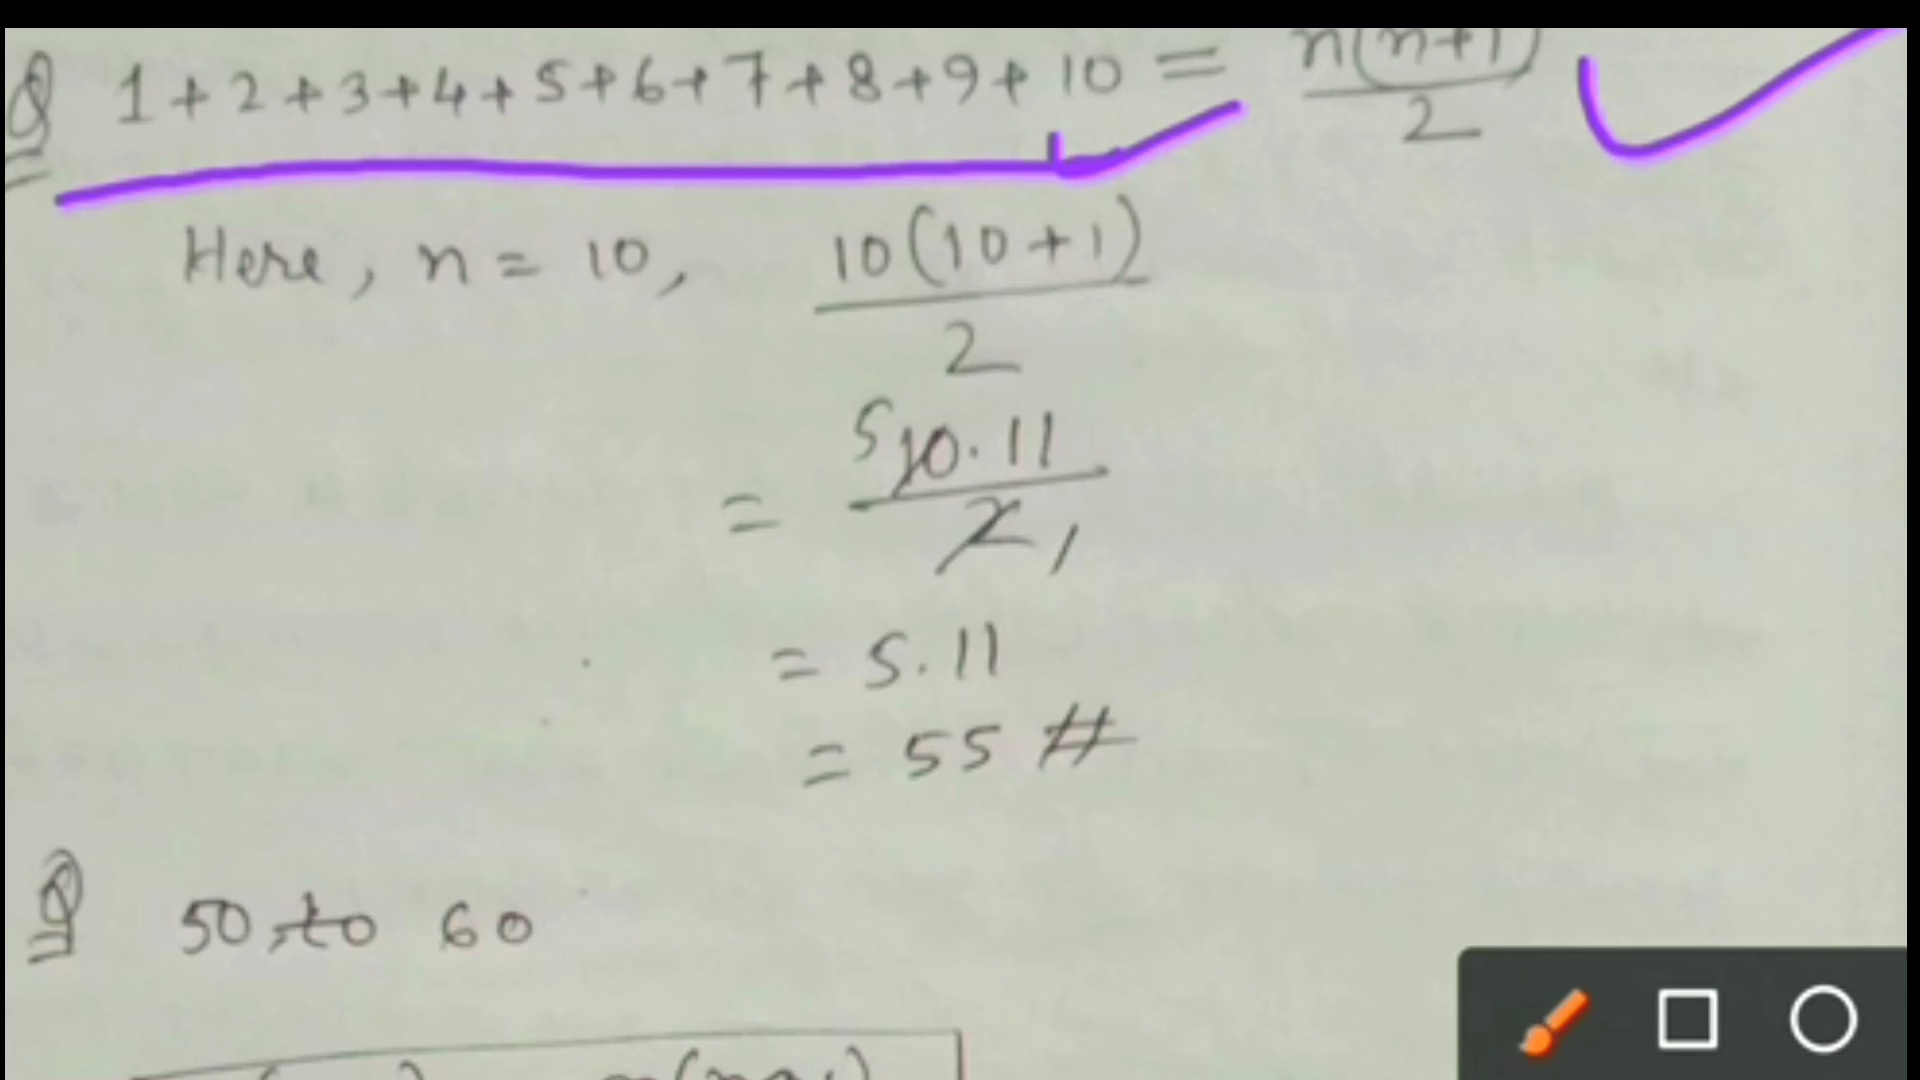 Q 1+2+3+4+5+6+7+8+9+10 = n(n+1)/2
Here, n = 10, 10(10+1)/2
= 5 10.11/2 1
= 5.11
= 55 #
Q 50, to 60